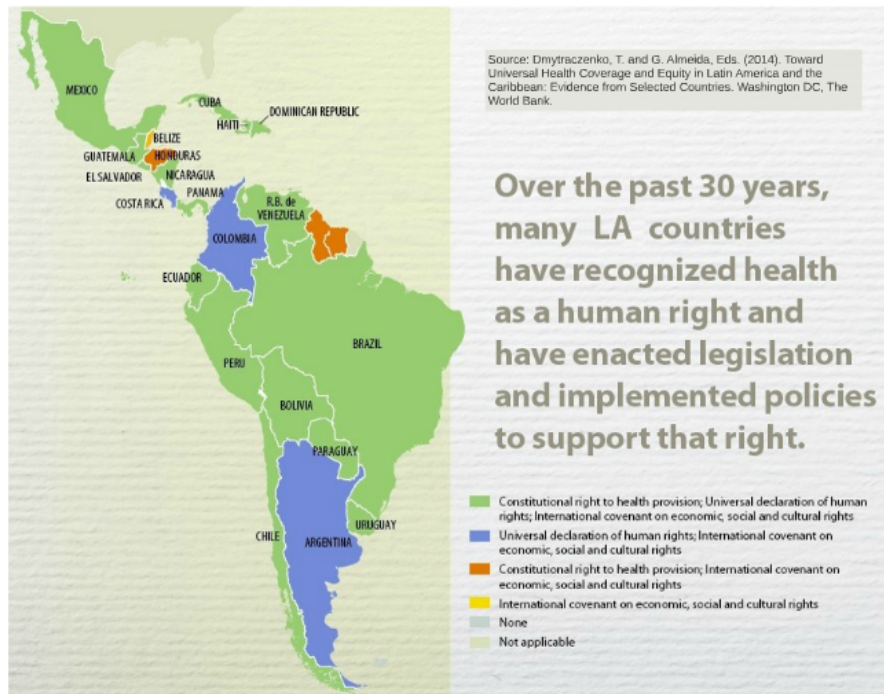 Source: Dmytraczenko, T. and G. Almeida, Eds. (2014). Toward
Universal Health Coverage and Equity in Latin America and the
Caribbean: Evidence from Selected Countries. Washington DC, The
World Bank.
MEXICO
CUBA
DOMINICAN REPUBLIC
HAITI
BELIZE
GUATEMALA
HONDURAS
EL SALVADOR
NICARAGUA
COSTA RICA
PANAMA
R.B. de
VENEZUELA
COLOMBIA
ECUADOR
BRAZIL
PERU
BOLIVIA
PARAGUAY
CHILE
URUGUAY
ARGENTINA
Over the past 30 years,
many LA countries
have recognized health
as a human right and
have enacted legislation
and implemented policies
to support that right.
Constitutional right to health provision; Universal declaration of human
rights; International covenant on economic, social and cultural rights
Universal declaration of human rights; International covenant on
economic, social and cultural rights
Constitutional right to health provision; International covenant on
economic, social and cultural rights
International covenant on economic, social and cultural rights
None
Not applicable